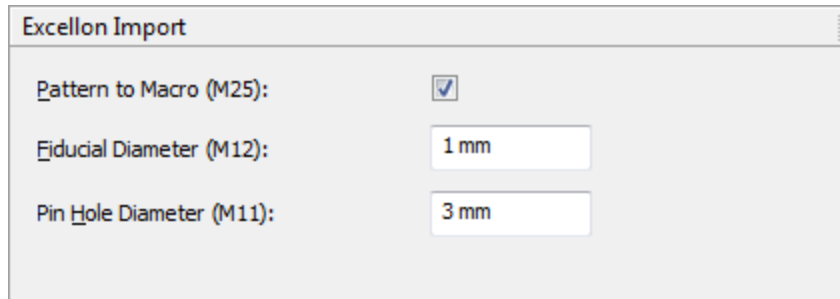 Excellon Import
Pattern to Macro (M25):
Fiducial Diameter (M12): 1 mm
Pin Hole Diameter (M11): 3 mm